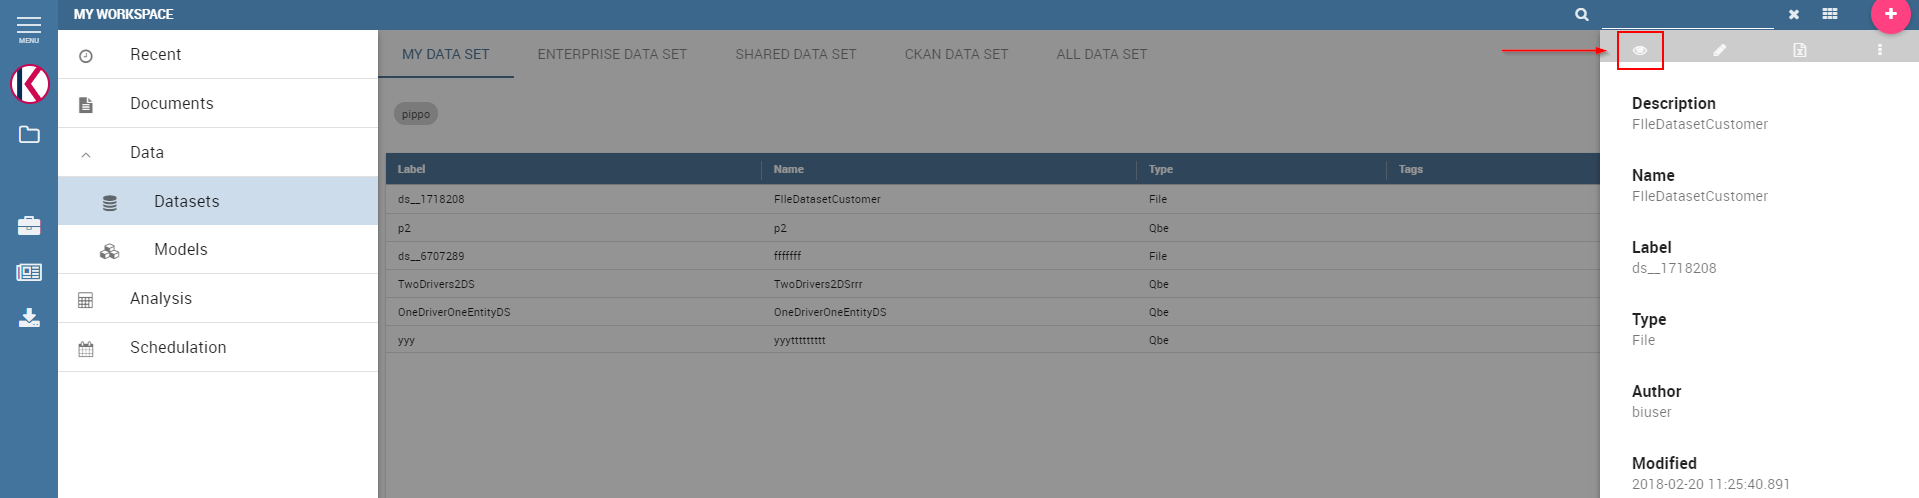 MY WORKSPACE
MENU
Recent
Documents
Data
Datasets
Models
Analysis
Schedulation
MY DATA SET ENTERPRISE DATA SET SHARED DATA SET CKAN DATA SET ALL DATA SET
pippo
Label Name Type Tags
ds__1718208 FIleDatasetCustomer File
p2 p2 Qbe
ds__6707289 fffffff File
TwoDrivers2DS TwoDrivers2DSrrr Qbe
OneDriverOneEntityDS OneDriverOneEntityDS Qbe
yyy yyyttttttttt Qbe
Description
FIleDatasetCustomer
Name
FIleDatasetCustomer
Label
ds__1718208
Type
File
Author
biuser
Modified
2018-02-20 11:25:40.891